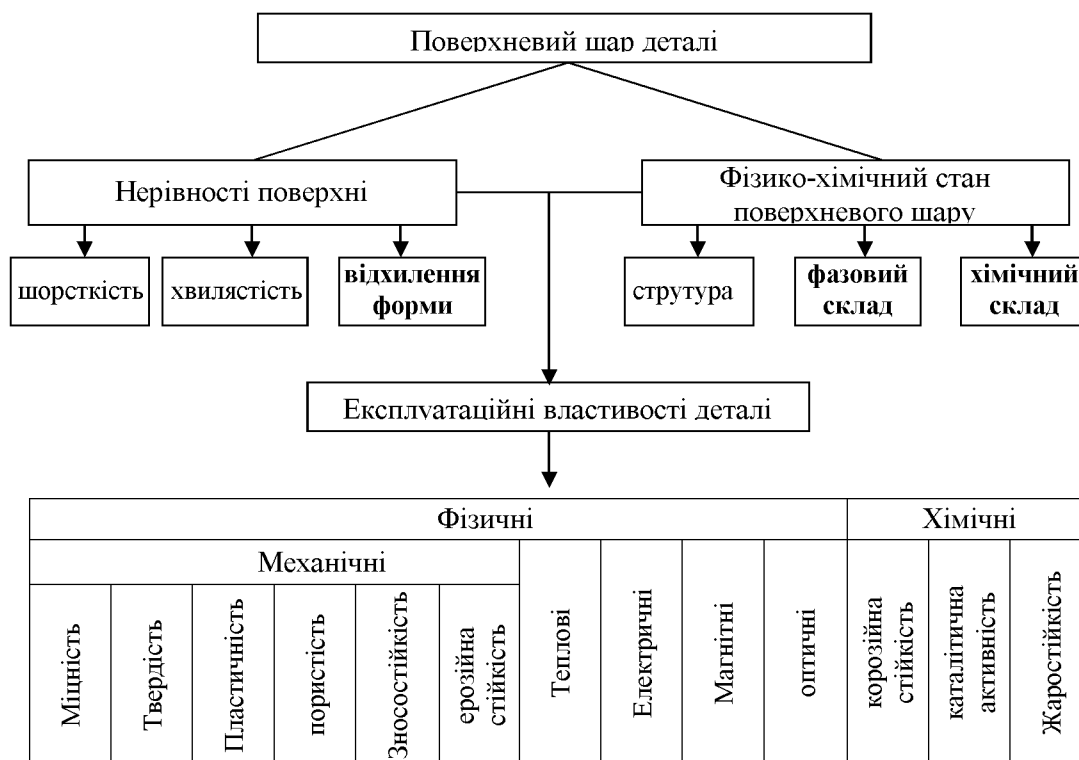 Поверхневий шар деталі
Нерівності поверхні
Фізико-хімічний стан
поверхневого шару
шорсткість
хвилястість
відхилення
форми
струтура
фазовий
склад
хімічний
склад
Експлуатаційні властивості деталі
Фізичні
Хімічні
Механічні
Міцність
Твердість
Пластичність
пористість
Зносостійкість
ерозійна
стійкість
Теплові
Електричні
Магнітні
оптичні
корозійна
стійкість
каталітична
активність
Жаростійкість